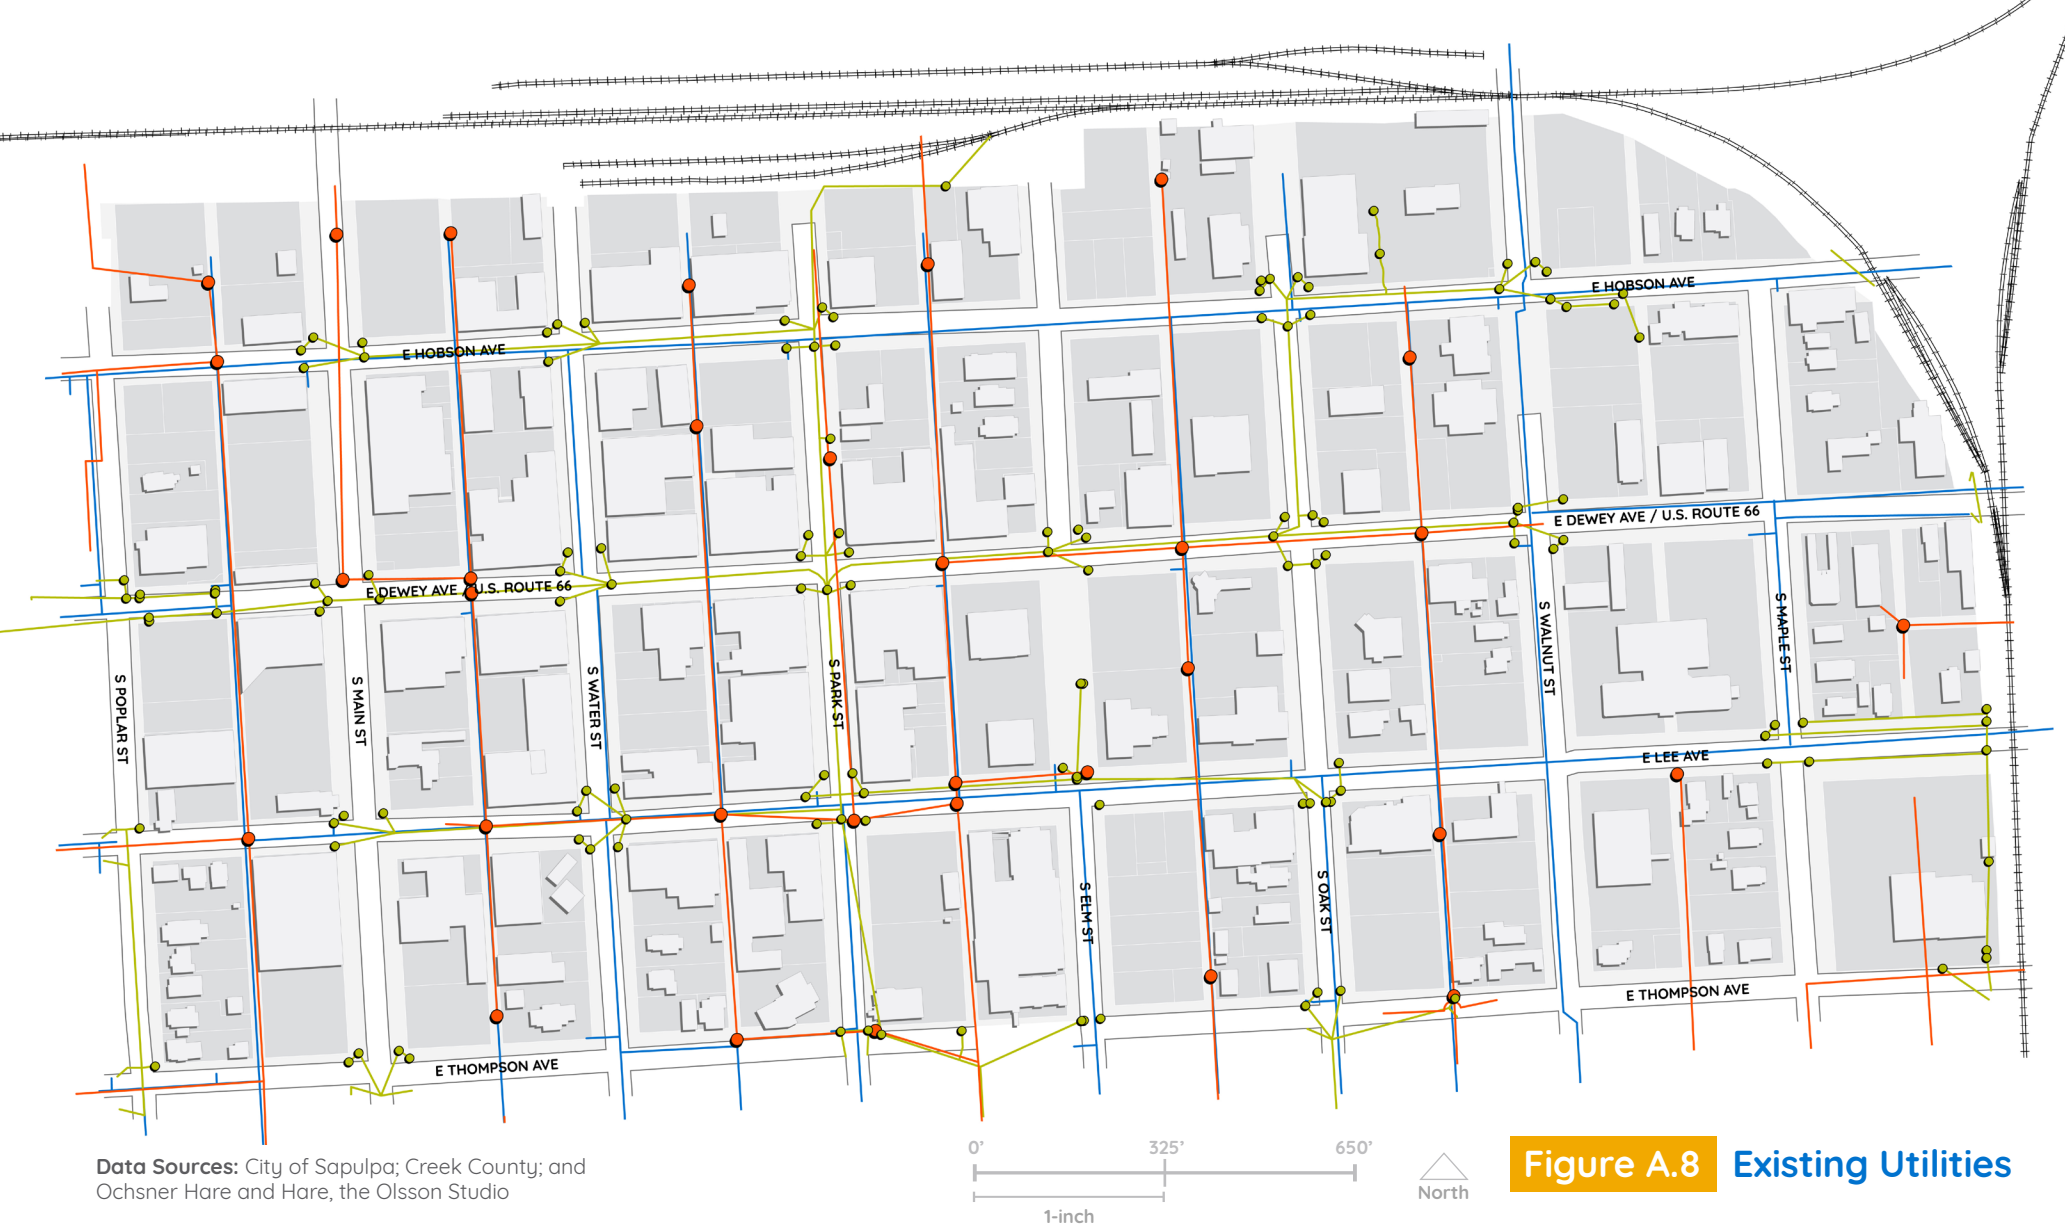 E HOBSON AVE
E HOBSON AVE
E DEWEY AVE / U.S. ROUTE 66
E DEWEY AVE / U.S. ROUTE 66
S POPLAR ST
S MAIN ST
S WATER ST
S PARK ST
S WALNUT ST
S MAPLE ST
E LEE AVE
S ELM ST
S OAK ST
E THOMPSON AVE
E THOMPSON AVE
Data Sources: City of Sapulpa; Creek County; and
Ochsner Hare and Hare, the Olsson Studio
0’ 325’ 650’
1-inch
North
Figure A.8 Existing Utilities